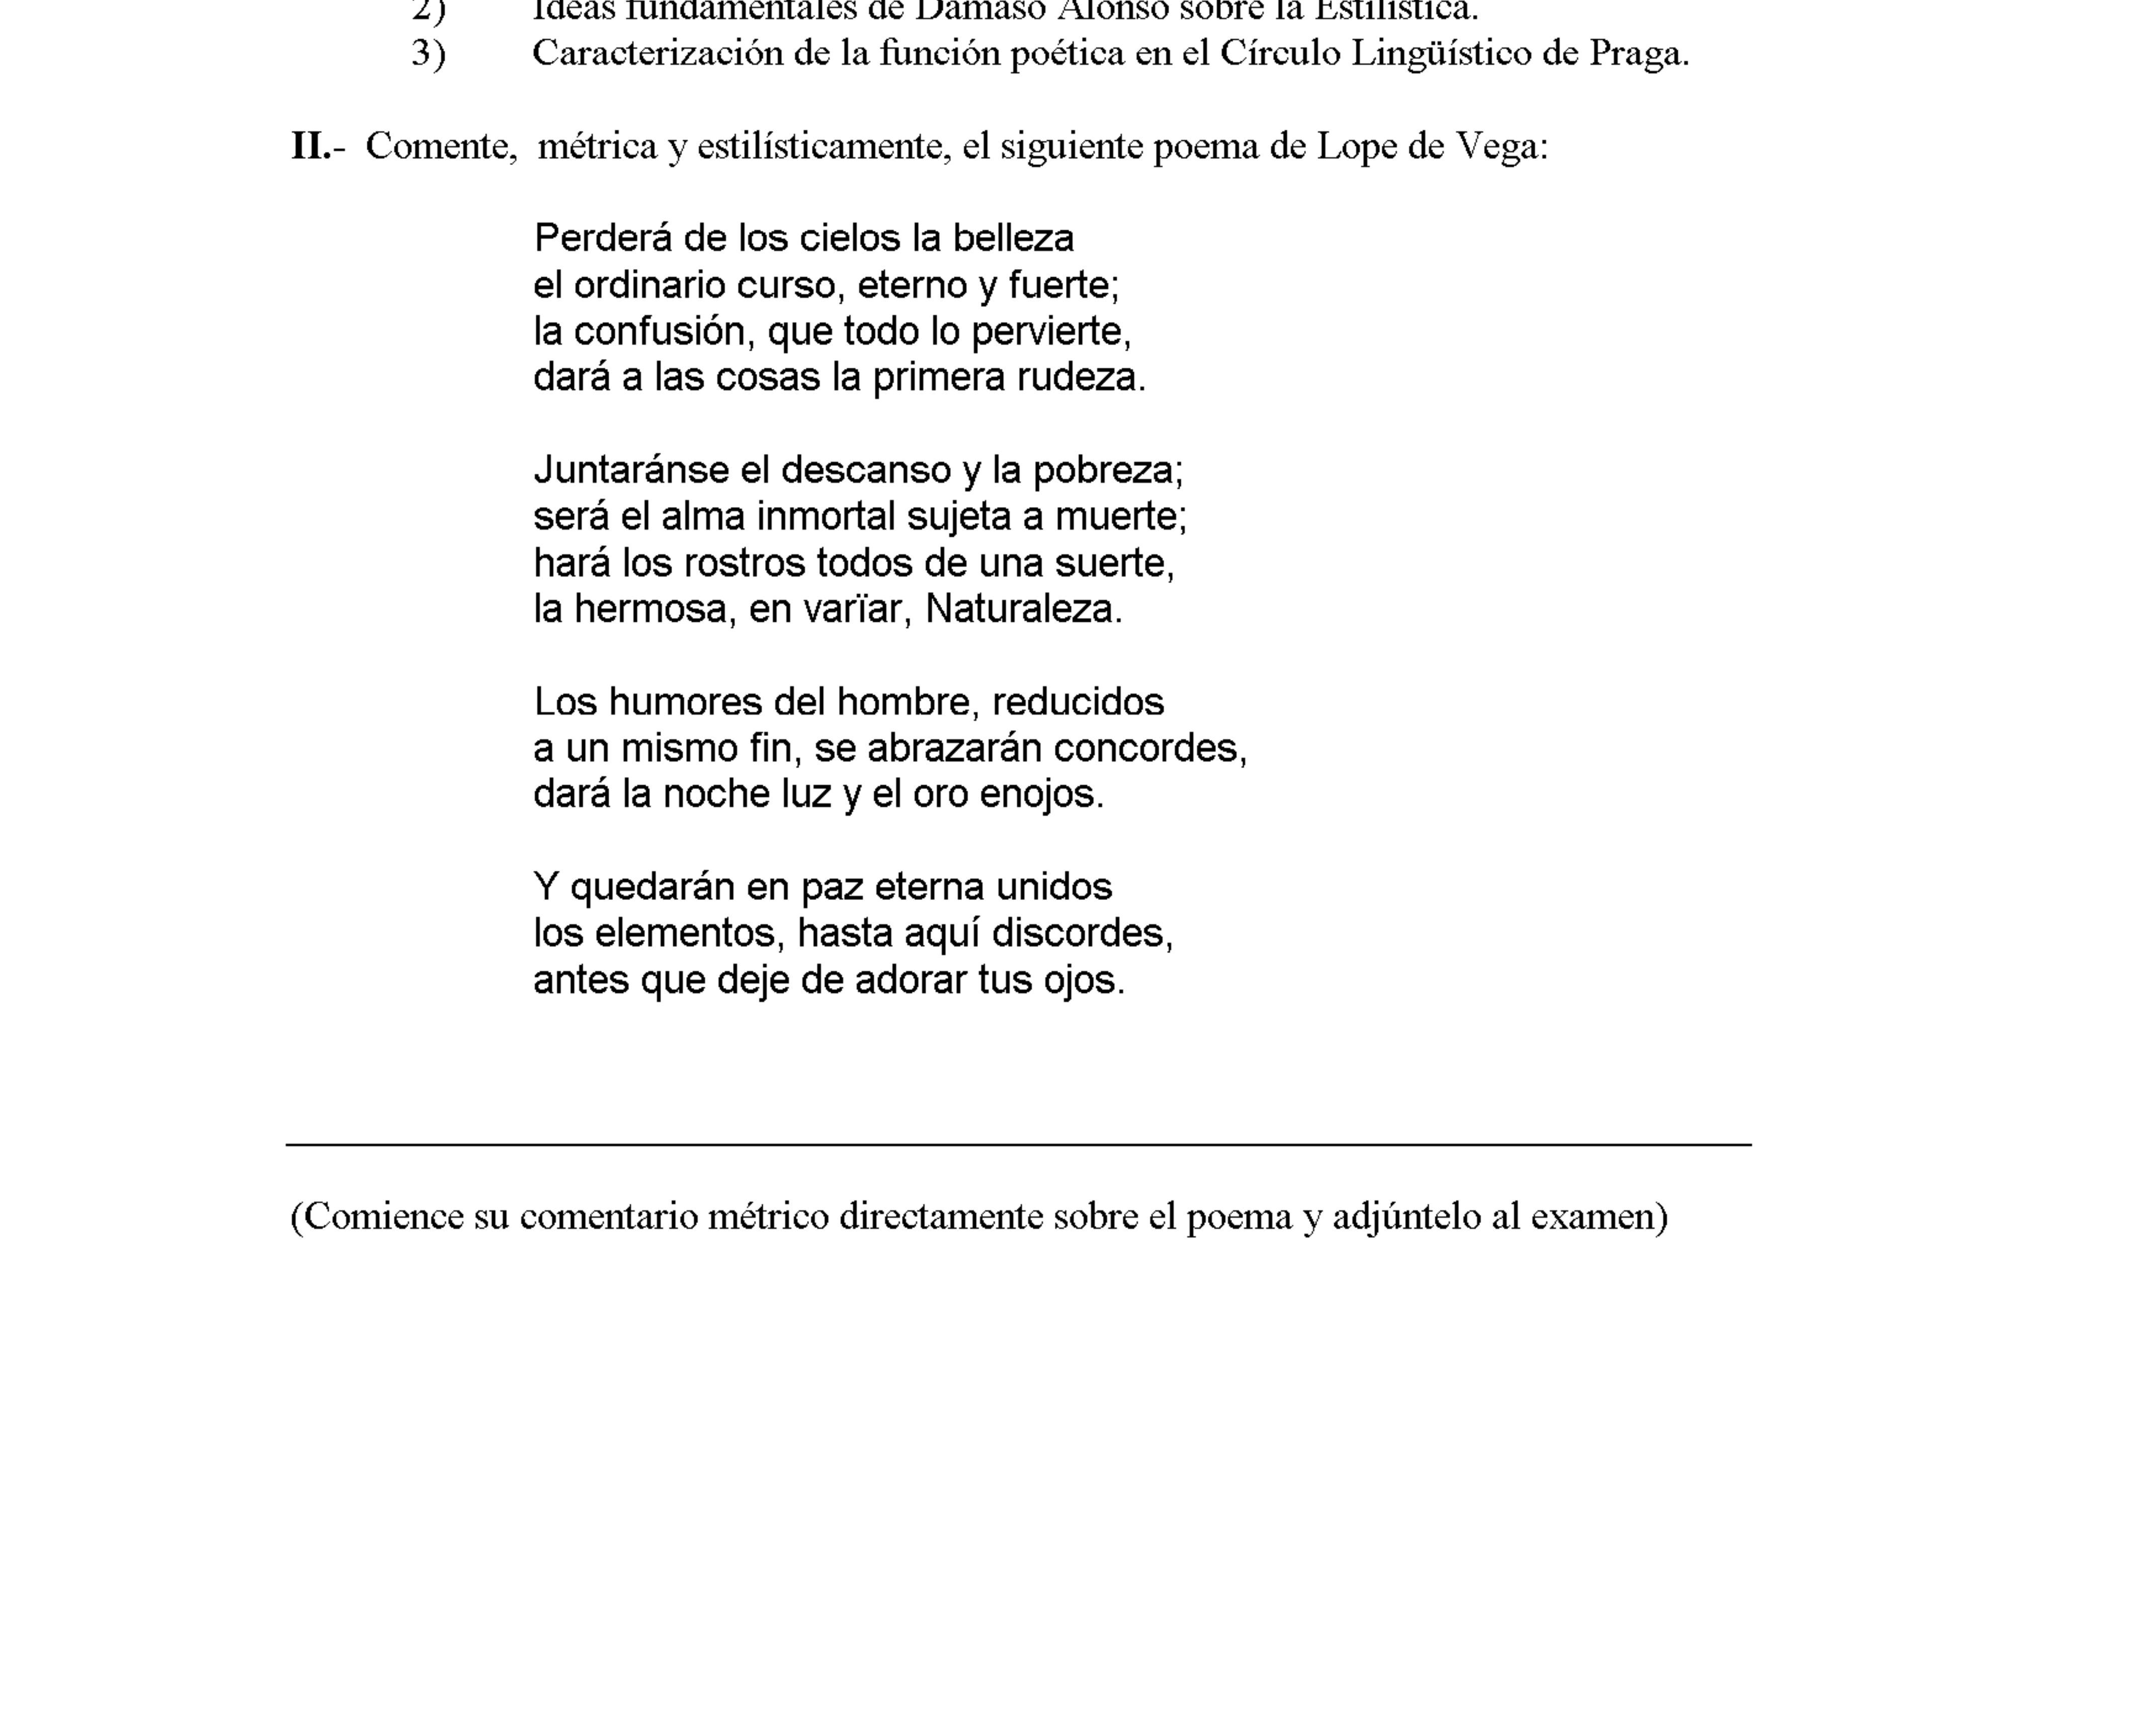 2) Ideas fundamentales de Dámaso Alonso sobre la Estilística.
3) Caracterización de la función poética en el Círculo Lingüístico de Praga.
II.- Comente, métrica y estilísticamente, el siguiente poema de Lope de Vega:
Perderá de los cielos la belleza
el ordinario curso, eterno y fuerte;
la confusión, que todo lo pervierte,
dará a las cosas la primera rudeza.
Juntaránse el descanso y la pobreza;
será el alma inmortal sujeta a muerte;
hará los rostros todos de una suerte,
la hermosa, en varïar, Naturaleza.
Los humores del hombre, reducidos
a un mismo fin, se abrazarán concordes,
dará la noche luz y el oro enojos.
Y quedarán en paz eterna unidos
los elementos, hasta aquí discordes,
antes que deje de adorar tus ojos.
(Comience su comentario métrico directamente sobre el poema y adjúntelo al examen)